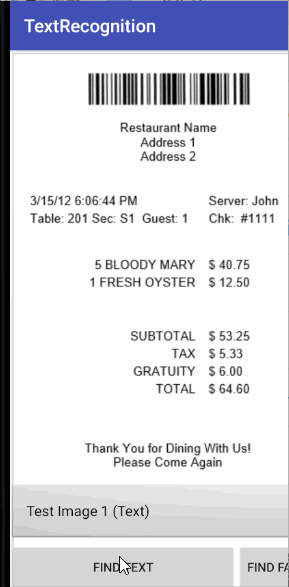 TextRecognition
Restaurant Name
Address 1
Address 2
3/15/12 6:06:44 PM Server: John
Table: 201 Sec: S1 Guest: 1 Chk: #1111
5 BLOODY MARY $ 40.75
1 FRESH OYSTER $ 12.50
SUBTOTAL $ 53.25
TAX $ 5.33
GRATUITY $ 6.00
TOTAL $ 64.60
Thank You for Dining With Us!
Please Come Again
Test Image 1 (Text)
FIND TEXT FIND